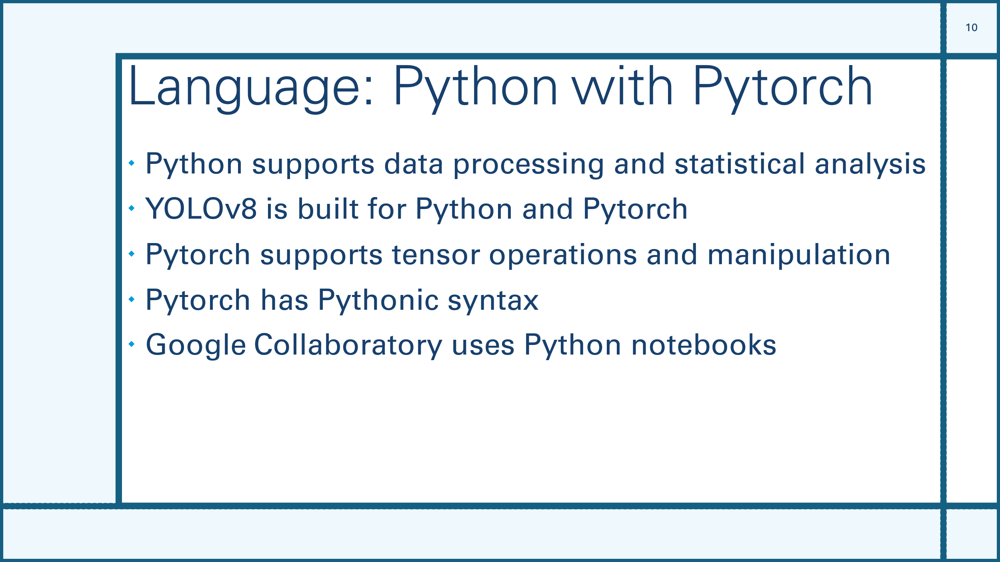 10
Language: Python with Pytorch
Python supports data processing and statistical analysis
YOLOv8 is built for Python and Pytorch
Pytorch supports tensor operations and manipulation
Pytorch has Pythonic syntax
Google Collaboratory uses Python notebooks